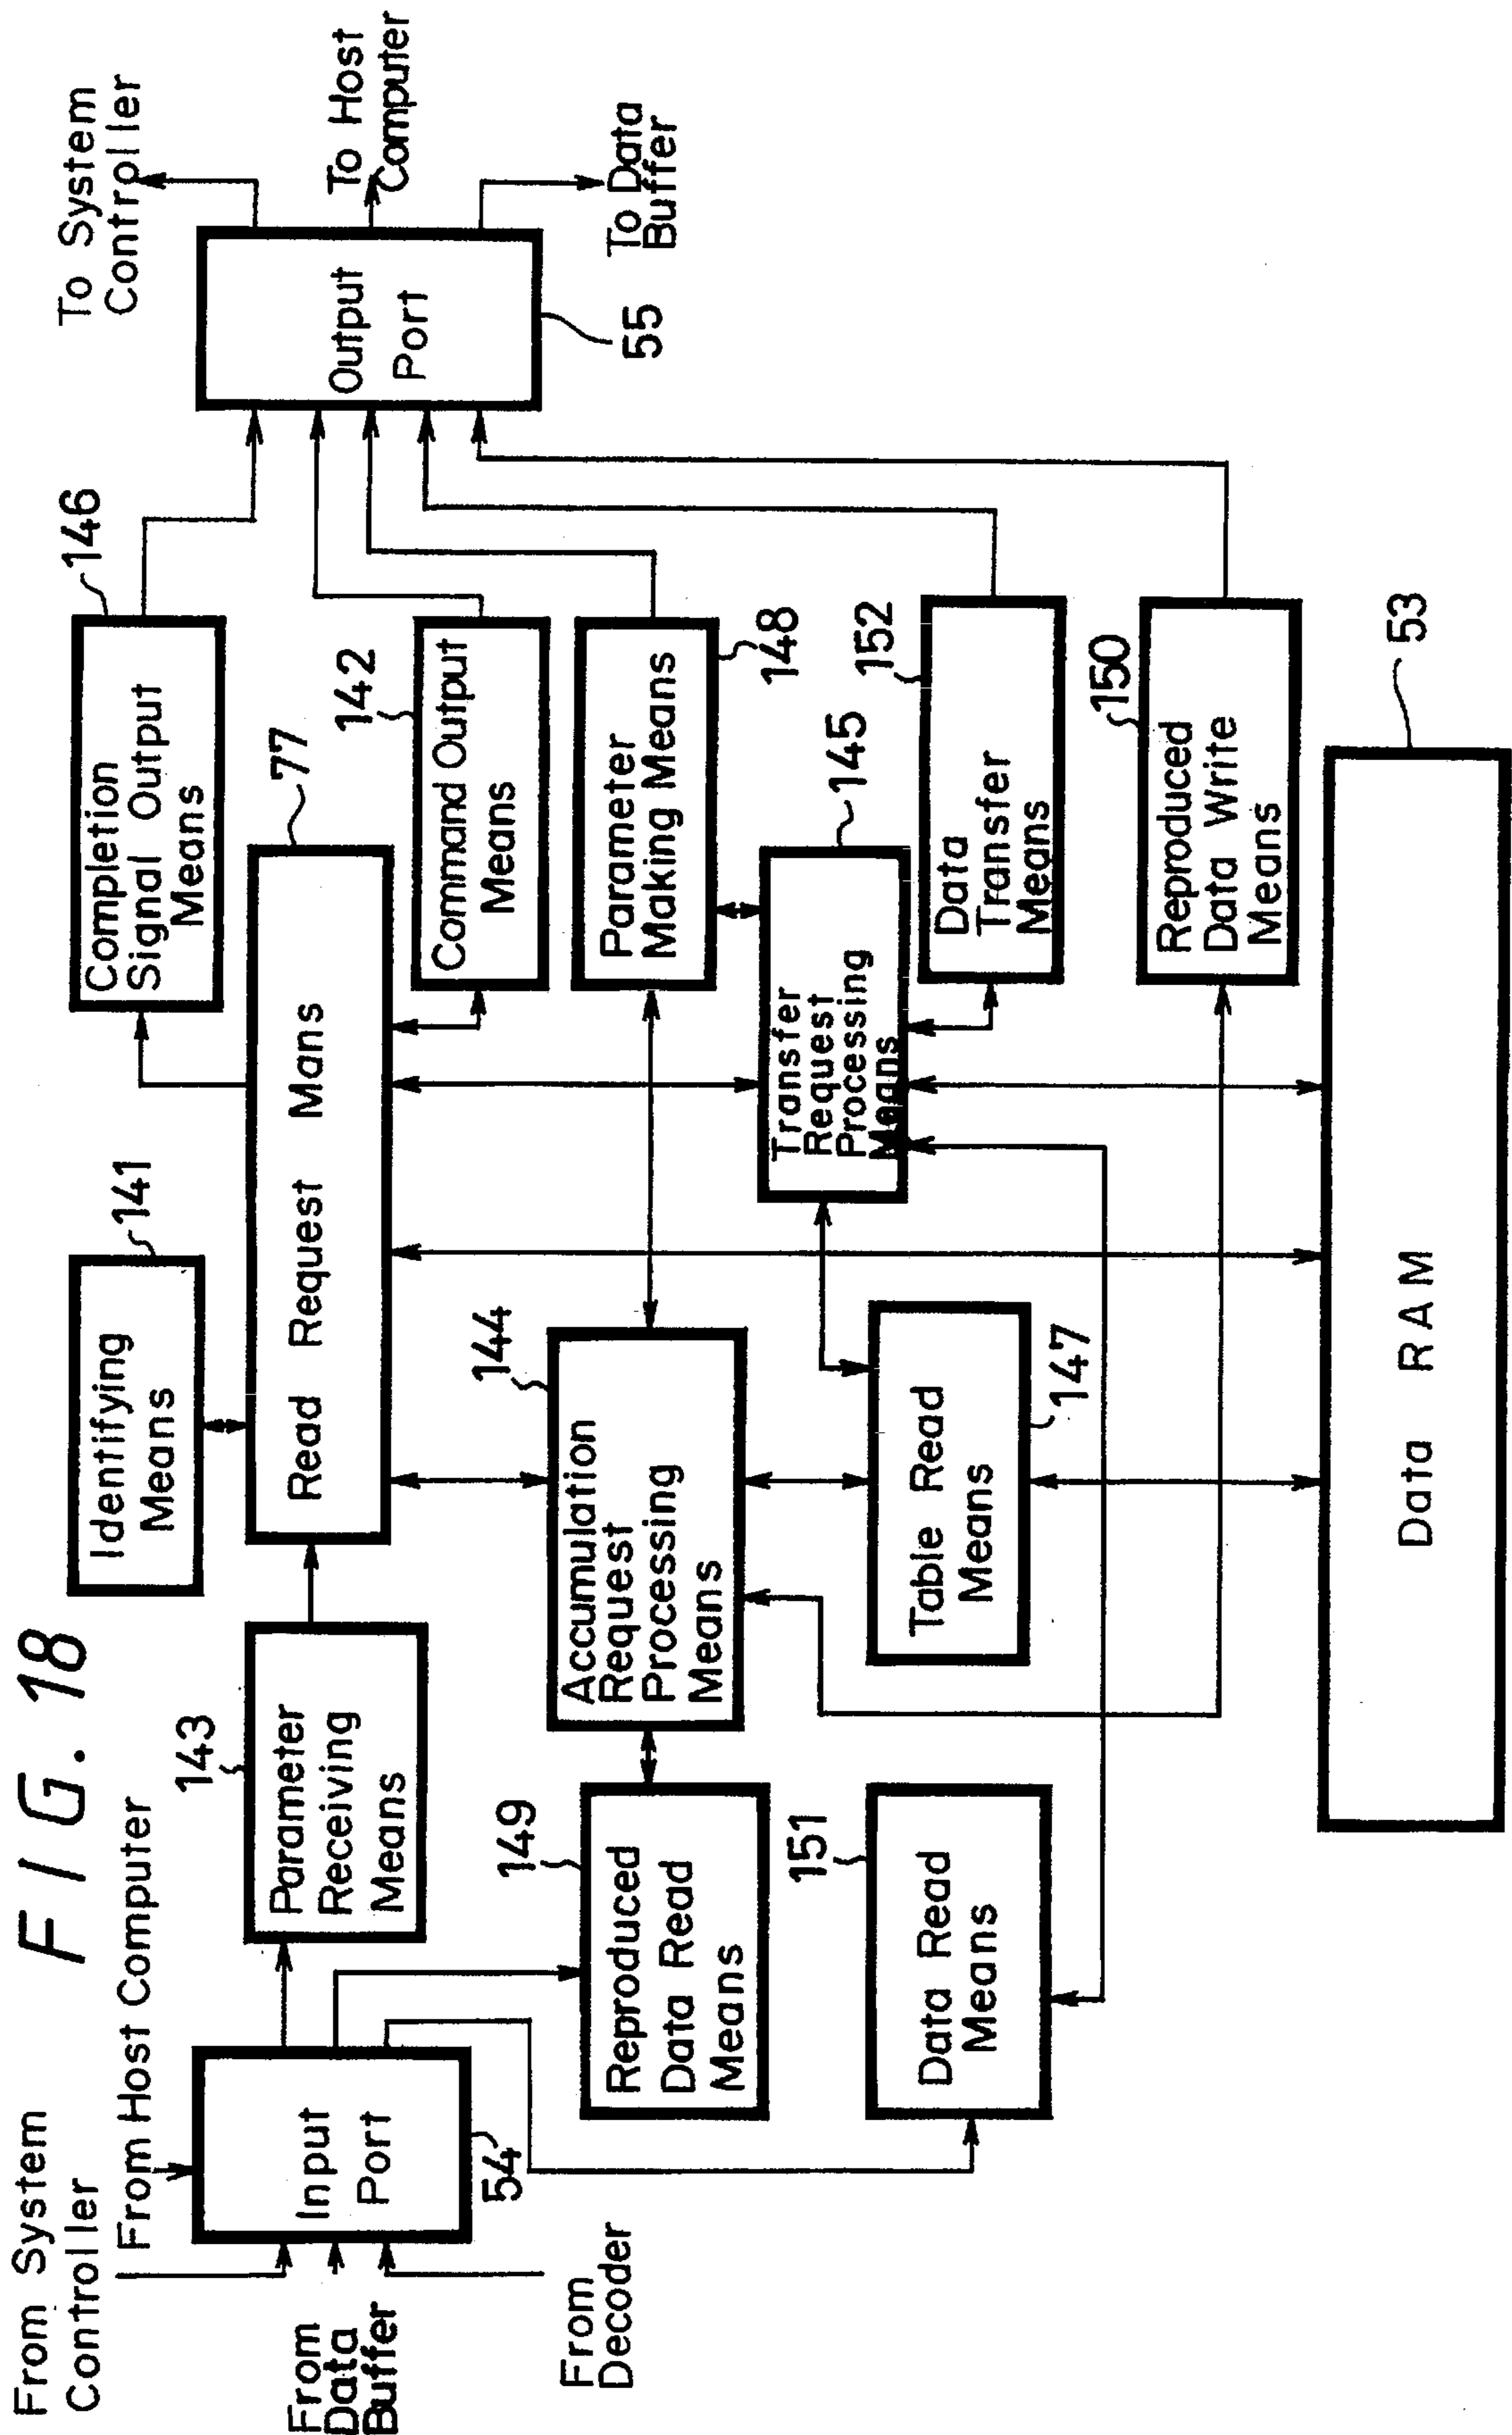 FIG. 18
From System
Controller
From Host Computer
From
Data
Buffer
From
Decoder
Input
Port
54
143
Parameter
Receiving
Means
Identifying
Means
141
Read Request Mans
77
Completion
Signal Output
Means
146
142
Command Output
Means
To System
Controller
To Host
Computer
To Data
Buffer
Output
Port
55
149
Reproduced
Data Read
Means
144
Accumulation
Request
Processing
Means
Parameter
Making Means
148
151
Data Read
Means
Table Read
Means
147
145
Transfer
Request
Processing
Means
152
Data
Transfer
Means
150
Reproduced
Data Write
Means
Data RAM
53